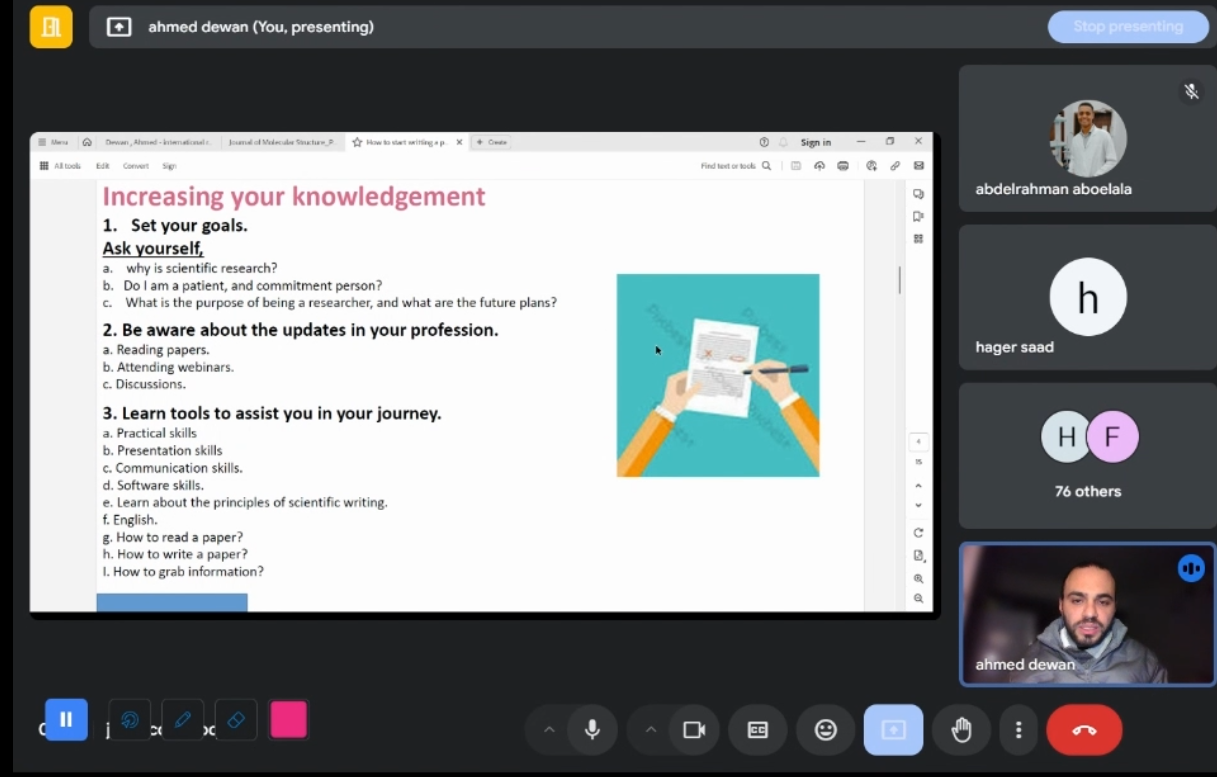 ahmed dewan (You, presenting)
Stop presenting
Menu
Dewan , Ahmed - International r.
Journal of Molecular Structure_P.
How to start writting a p.
Create
Sign in
All tools
Edit
Convert
Sign
Find text or tools
Increasing your knowledgement
1. Set your goals.
Ask yourself,
a. why is scientific research?
b. Do I am a patient, and commitment person?
c. What is the purpose of being a researcher, and what are the future plans?
2. Be aware about the updates in your profession.
a. Reading papers.
b. Attending webinars.
c. Discussions.
3. Learn tools to assist you in your journey.
a. Practical skills
b. Presentation skills
c. Communication skills.
d. Software skills.
e. Learn about the principles of scientific writing.
f. English.
g. How to read a paper?
h. How to write a paper?
I. How to grab information?
4
15
abdelrahman aboelala
h
hager saad
H F
76 others
ahmed dewan